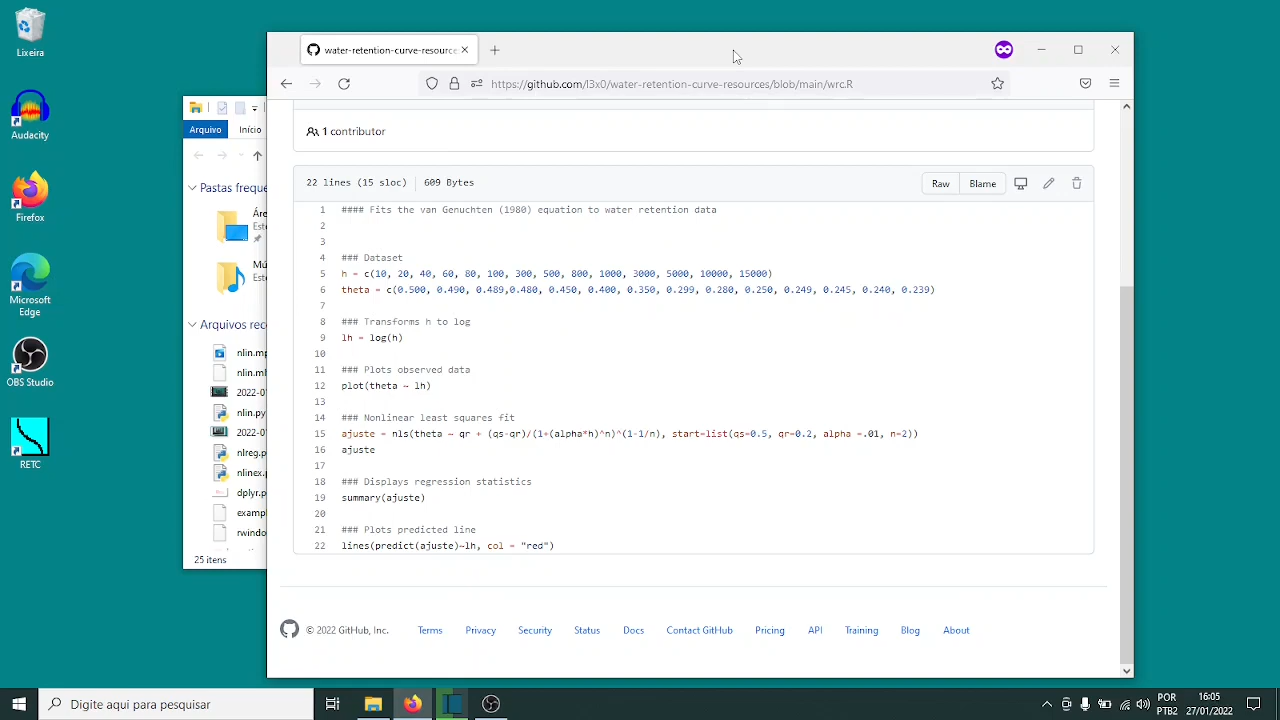 Lixeira
Audacity
Firefox
Microsoft
Edge
OBS Studio
RETC
Arquivo
Início
Pastas freque
Áre
Este
Mú
Este
Arquivos rece
nlin.mp
nlin.ml
2022-0
nlin.py
2022-0
nlreg.p
nlinex.p
dplyr.p
examp
rwindo
25 itens
water-retention-curve-resource
https://github.com/l3x0/water-retention-curve-resources/blob/main/wrc.R
1 contributor
22 lines (15 sloc)
609 Bytes
Raw
Blame
1 #### Fits the van Genuchten (1980) equation to water retention data
2
3
4 ### Dataset
5 h = c(10, 20, 40, 60, 80, 100, 300, 500, 800, 1000, 3000, 5000, 10000, 15000)
6 theta = c(0.500, 0.490, 0.489,0.480, 0.450, 0.400, 0.350, 0.299, 0.280, 0.250, 0.249, 0.245, 0.240, 0.239)
7
8 ### Transforms h to log
9 lh = log(h)
10
11 ### Plots observed data
12 plot(theta ~ lh)
13
14 ### Nonlinear least squares fit
15 ajuste = nls(theta ~ qr + (qs-qr)/(1+(alpha*h)^n)^(1-1/n), start=list(qs=0.5, qr=0.2, alpha =.01, n=2))
16 ajuste
17
18 ### Displays regression statistics
19 summary(ajuste)
20
21 ### Plots predicted line
22 lines(predict(ajuste)~lh, col = "red")
© 2022 GitHub, Inc.
Terms
Privacy
Security
Status
Docs
Contact GitHub
Pricing
API
Training
Blog
About
Digite aqui para pesquisar
POR
PTB2
16:05
27/01/2022